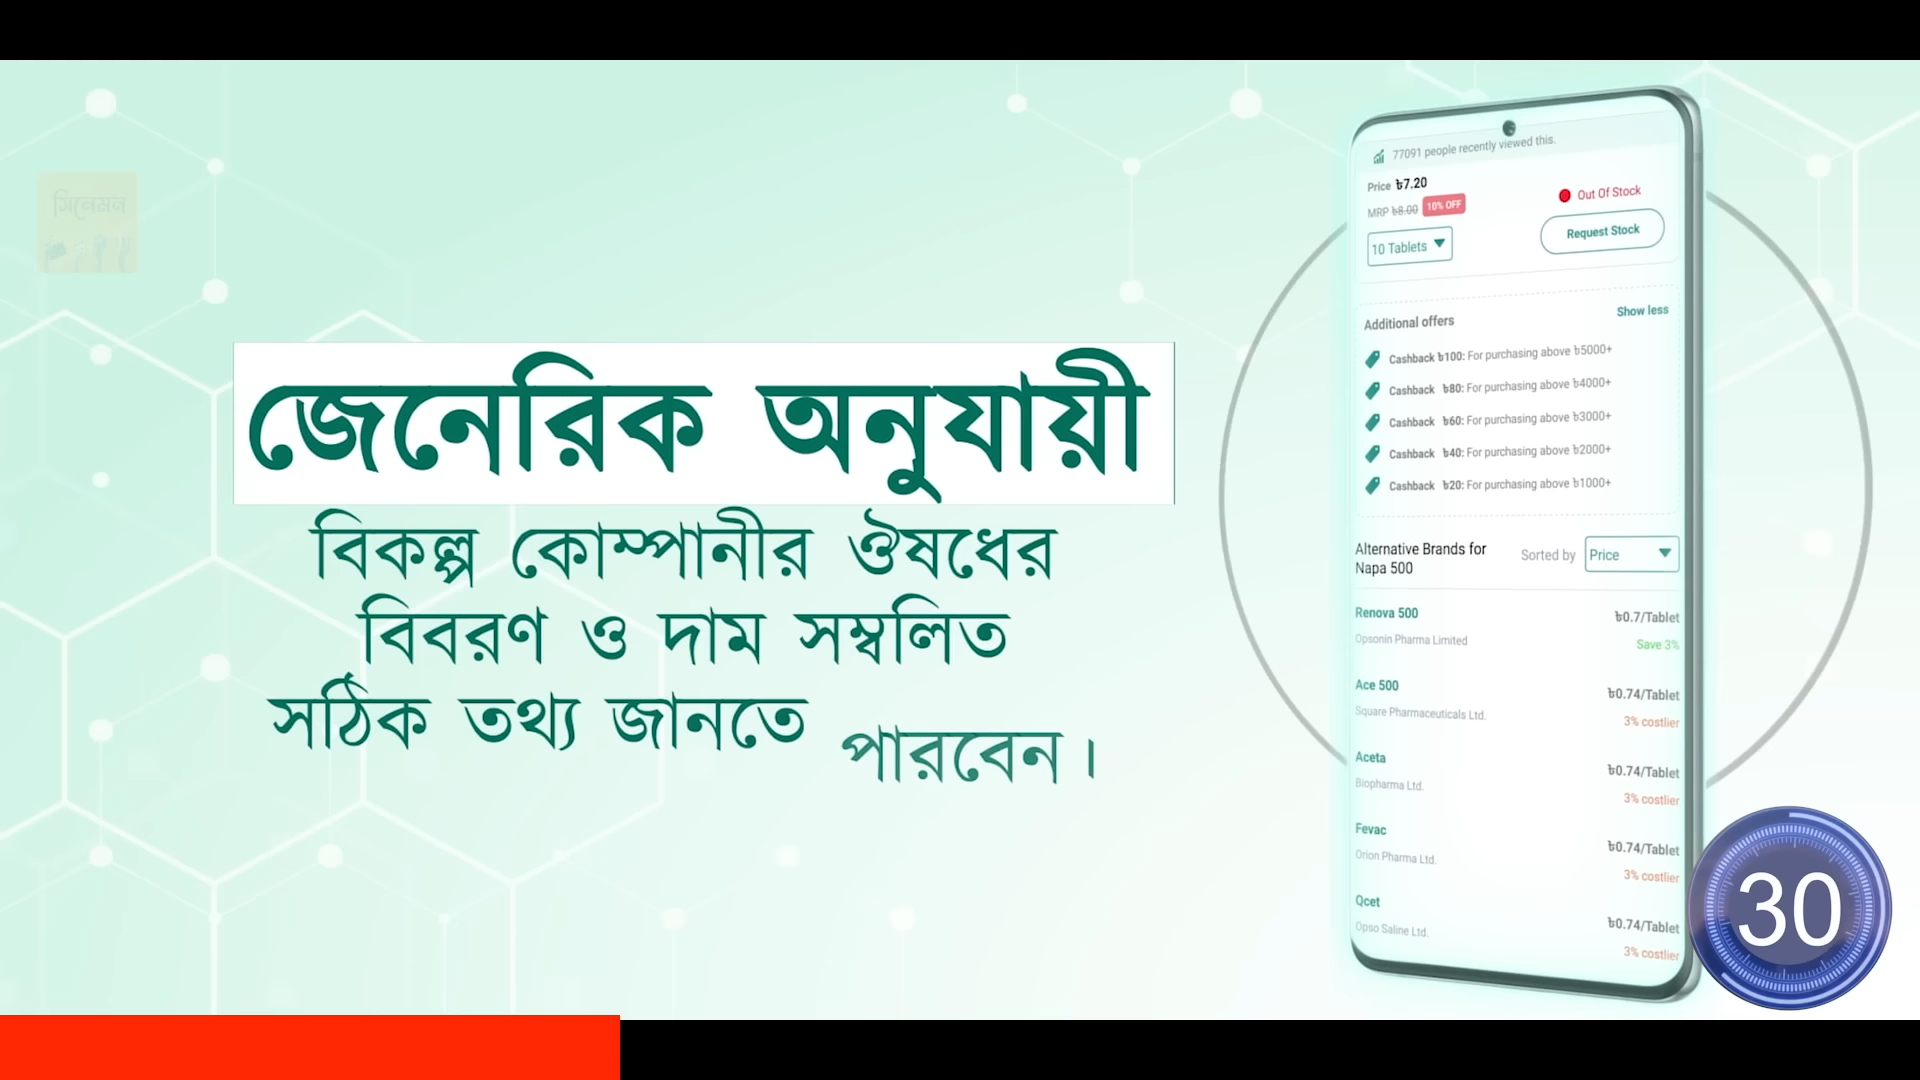 সিনেমন
জেনেরিক অনুযায়ী
বিকল্প কোম্পানীর ঔষধের
বিবরণ ও দাম সম্বলিত
সঠিক তথ্য জানতে পারবেন।
77091 people recently viewed this.
Price ৳7.20
MRP ৳8.00 10% OFF
Out Of Stock
10 Tablets
Request Stock
Additional offers
Show less
Cashback ৳100: For purchasing above ৳5000+
Cashback ৳80: For purchasing above ৳4000+
Cashback ৳60: For purchasing above ৳3000+
Cashback ৳40: For purchasing above ৳2000+
Cashback ৳20: For purchasing above ৳1000+
Alternative Brands for
Napa 500
Sorted by Price
Renova 500 ৳0.7/Tablet
Opsonin Pharma Limited Save 3%
Ace 500 ৳0.74/Tablet
Square Pharmaceuticals Ltd. 3% costlier
Aceta ৳0.74/Tablet
Biopharma Ltd. 3% costlier
Fevac ৳0.74/Tablet
Orion Pharma Ltd. 3% costlier
Qcet ৳0.74/Tablet
Opso Saline Ltd. 3% costlier
30